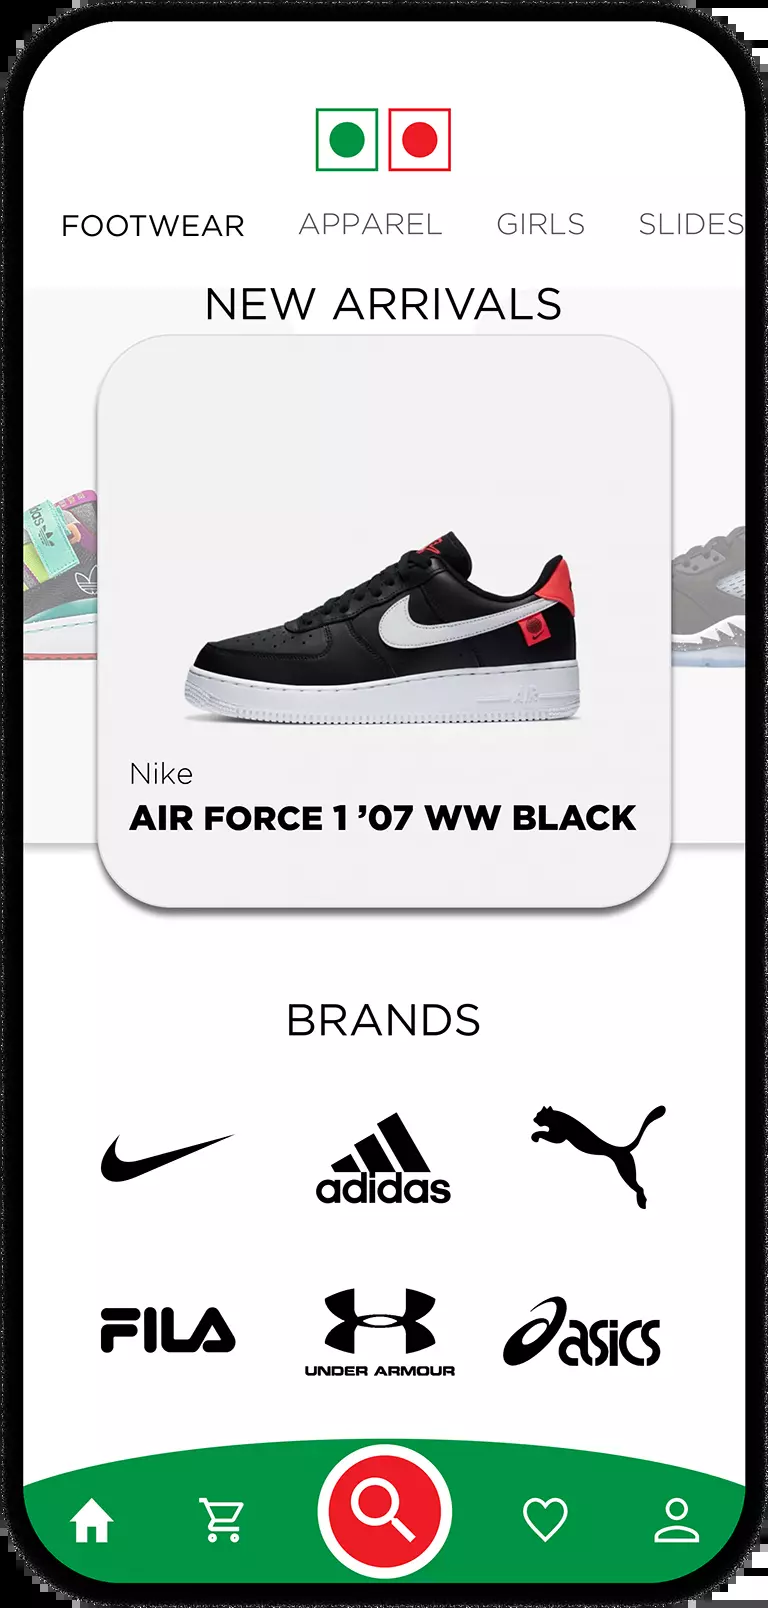 FOOTWEAR APPAREL GIRLS SLIDES
NEW ARRIVALS
adidas
Nike
AIR FORCE 1 ’07 WW BLACK
BRANDS
adidas
FILA
UNDER ARMOUR
asics